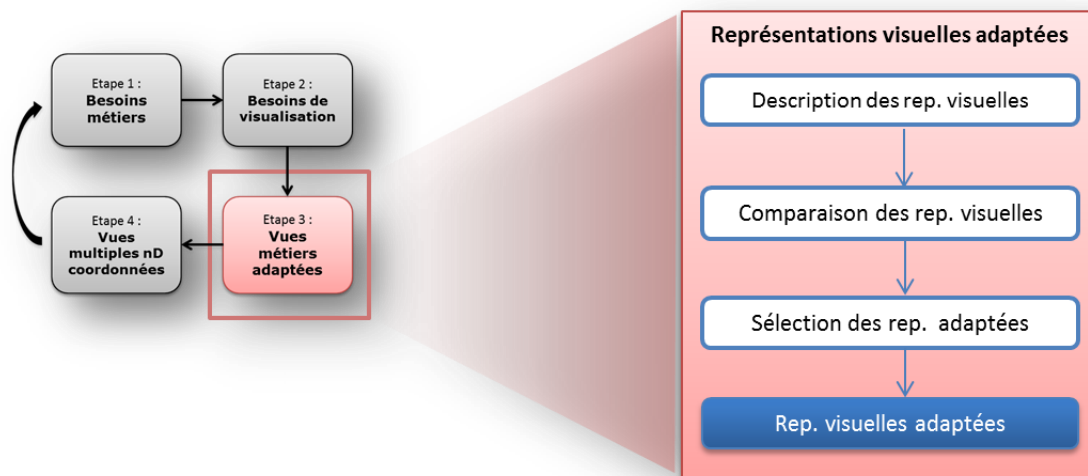 Etape 1 :
Besoins
métiers
Etape 2 :
Besoins de
visualisation
Etape 4 :
Vues
multiples nD
coordonnées
Etape 3 :
Vues
métiers
adaptées
Représentations visuelles adaptées
Description des rep. visuelles
Comparaison des rep. visuelles
Sélection des rep. adaptées
Rep. visuelles adaptées